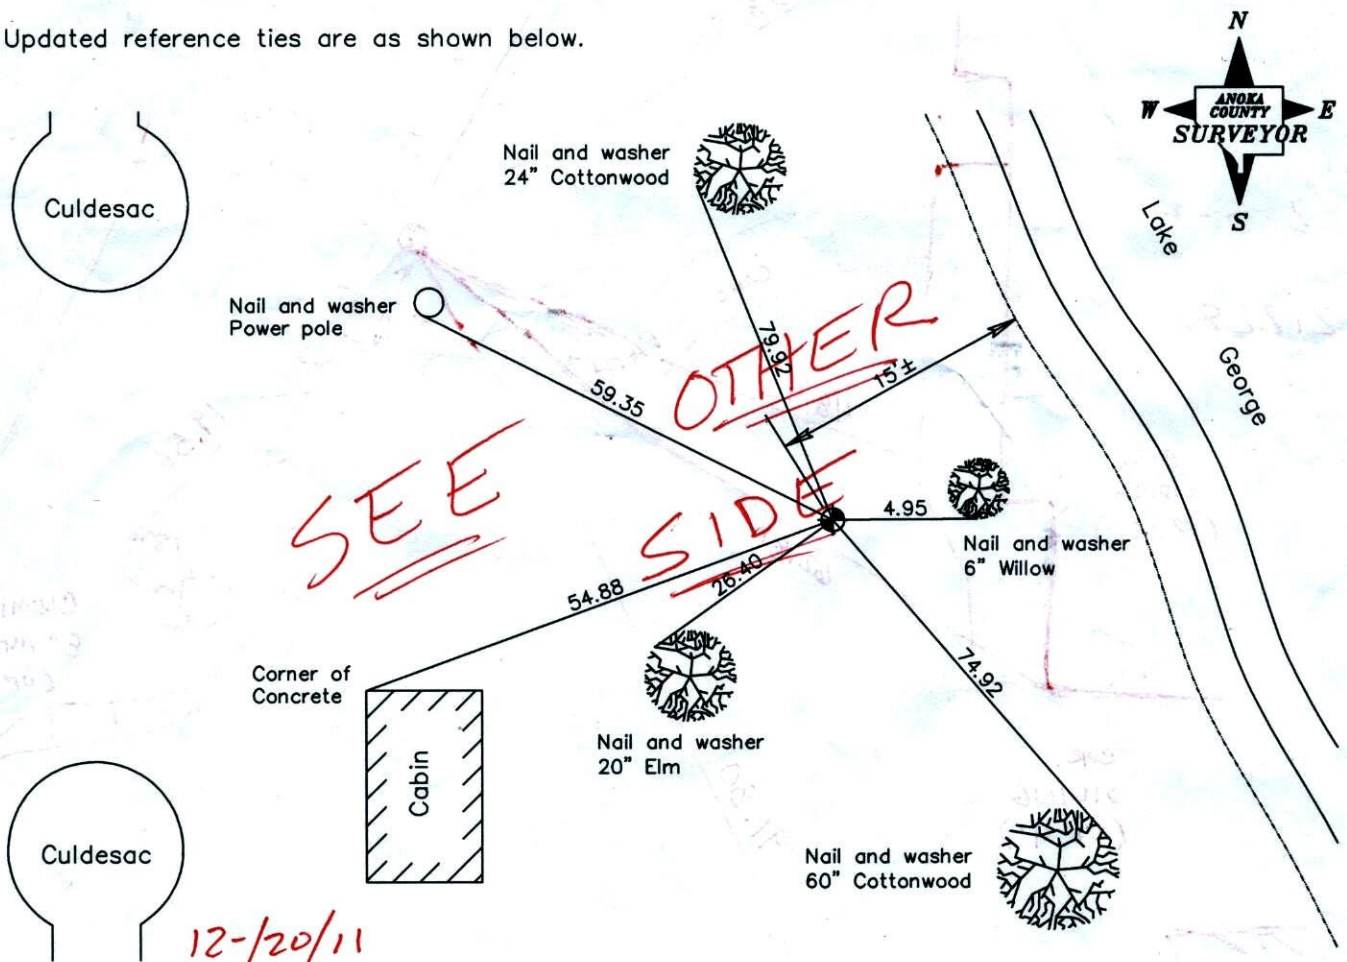 Updated reference ties are as shown below.
N
W
ANOKA
COUNTY
SURVEYOR
E
S
Culdesac
Nail and washer
24" Cottonwood
Lake
George
Nail and washer
Power pole
79.92
OTHER
15'±
59.35
SEE
SIDE
4.95
Nail and washer
6" Willow
26.40
54.88
74.92
Corner of
Concrete
Cabin
Nail and washer
20" Elm
Culdesac
Nail and washer
60" Cottonwood
12-/20/11